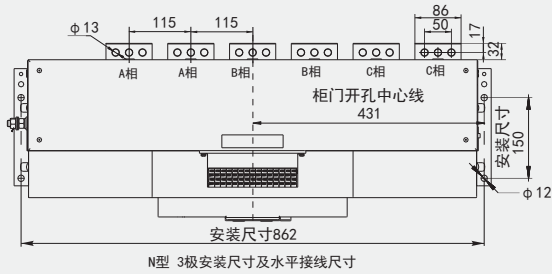 86
115 115 50 17
ф13 32
A相 A相 B相 B相 C相 C相
柜门开孔中心线
431
安装尺寸
150
ф12
安装尺寸862
N型 3极安装尺寸及水平接线尺寸